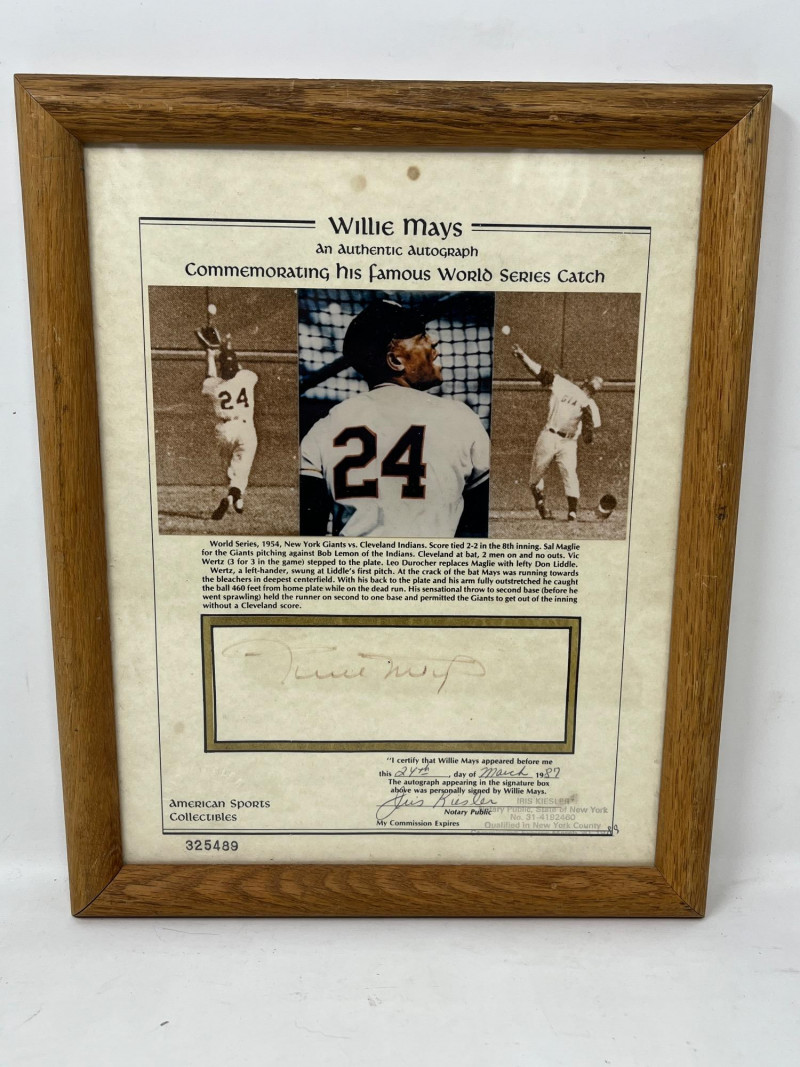 Willie Mays
an authentic autograph
Commemorating his famous World Series Catch
24
24
World Series, 1954, New York Giants vs. Cleveland Indians. Score tied 2-2 in the 8th inning. Sal Maglie
for the Giants pitching against Bob Lemon of the Indians. Cleveland at bat, 2 men on and no outs. Vic
Wertz (3 for 3 in the game) stepped to the plate. Leo Durocher replaces Maglie with lefty Don Liddle.
Wertz, a left-hander, swung at Liddle's first pitch. At the crack of the bat Mays was running towards
the bleachers in deepest centerfield. With his back to the plate and his arm fully outstretched he caught
the ball 460 feet from home plate while on the dead run. His sensational throw to second base (before he
went sprawling) held the runner on second to one base and permitted the Giants to get out of the inning
without a Cleveland score.
Willie Mays
"I certify that Willie Mays appeared before me
this 24th, day of March 1987
The autograph appearing in the signature box
above was personally signed by Willie Mays.
Iris Kiesler
Notary Public
My Commission Expires
IRIS KIESLER
Notary Public, State of New York
No. 31-4182460
Qualified in New York County
American Sports
Collectibles
325489